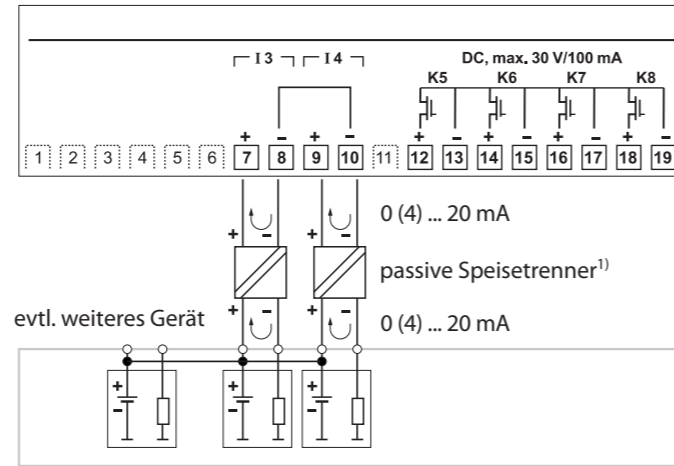 I 3 I 4 DC, max. 30 V/100 mA
K5 K6 K7 K8
+ – + – + – + – + – + –
1 2 3 4 5 6 7 8 9 10 11 12 13 14 15 16 17 18 19
0 (4) ... 20 mA
+ – + –
passive Speisetrenner1)
+ – + –
evtl. weiteres Gerät 0 (4) ... 20 mA
+ + +
– – –